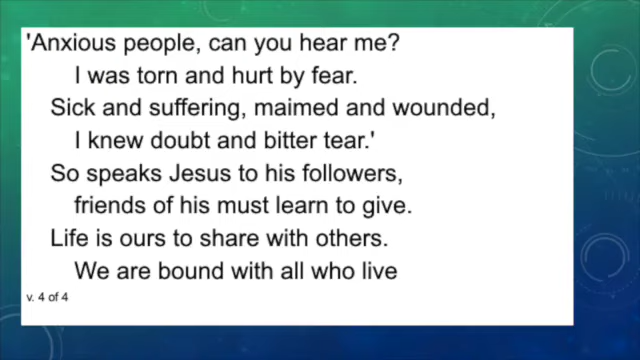 'Anxious people, can you hear me?
I was torn and hurt by fear.
Sick and suffering, maimed and wounded,
I knew doubt and bitter tear.'
So speaks Jesus to his followers,
friends of his must learn to give.
Life is ours to share with others.
We are bound with all who live
v. 4 of 4